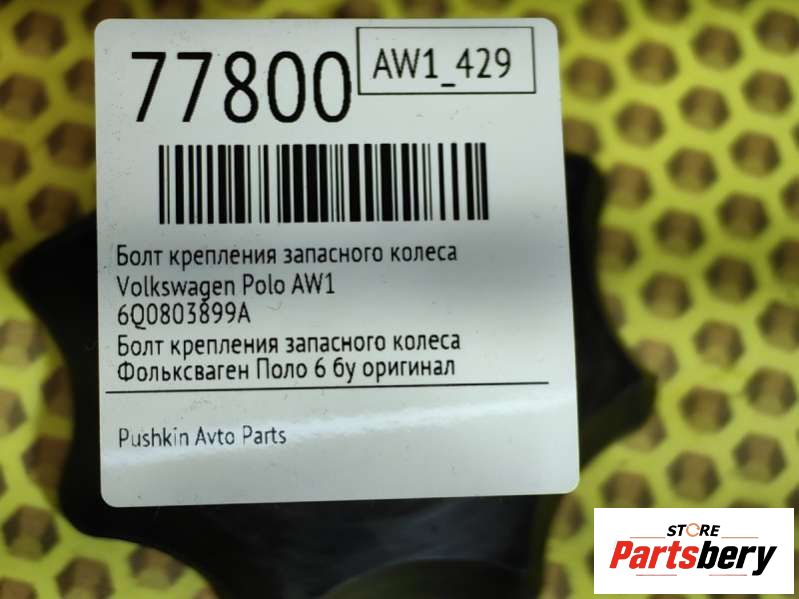 77800
AW1_429
Болт крепления запасного колеса
Volkswagen Polo AW1
6Q0803899A
Болт крепления запасного колеса
Фольксваген Поло 6 бу оригинал
Pushkin Avto Parts
STORE
Partsbery